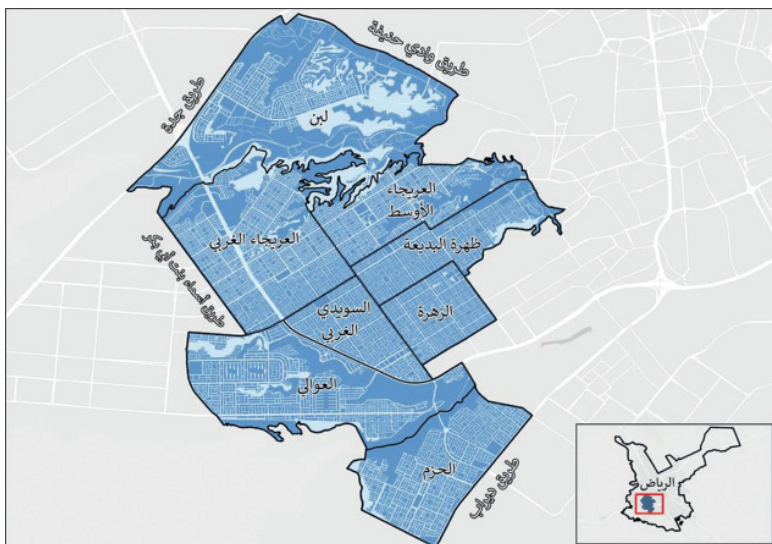 طريق وادي حنيفة
طريق جدة
لبن
العريجاء
الأوسط
ظهرة البديعة
العريجاء الغربي
طريق أسماء بنت أبي بكر
السويدي
الغربي
الزهرة
العوالي
الحزم
طريق ديراب
الرياض